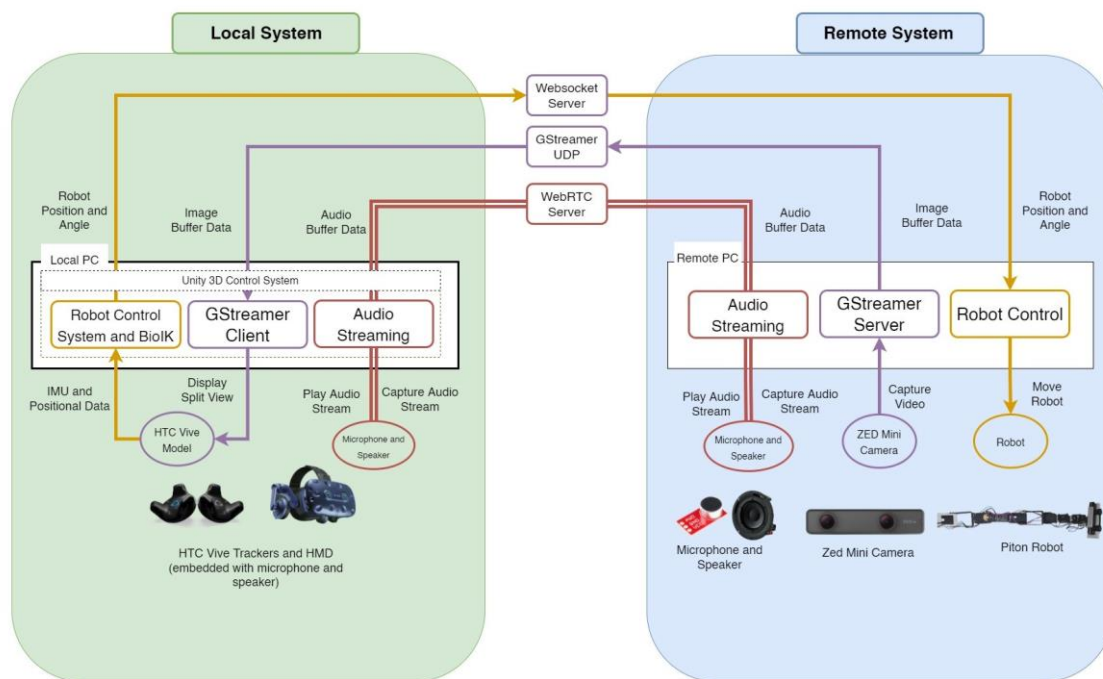 Local System
Remote System
Websocket
Server
GStreamer
UDP
WebRTC
Server
Robot
Position and
Angle
Image
Buffer Data
Audio
Buffer Data
Audio
Buffer Data
Image
Buffer Data
Robot
Position and
Angle
Local PC
Unity 3D Control System
Robot Control
System and BioIK
GStreamer
Client
Audio
Streaming
Remote PC
Audio
Streaming
GStreamer
Server
Robot Control
IMU and
Positional Data
Display
Split View
Play Audio
Stream
Capture Audio
Stream
Play Audio
Stream
Capture Audio
Stream
Capture
Video
Move
Robot
HTC Vive
Model
Microphone and
Speaker
Microphone and
Speaker
ZED Mini
Camera
Robot
HTC Vive Trackers and HMD
(embedded with microphone and
speaker)
Microphone and
Speaker
Zed Mini Camera
Piton Robot